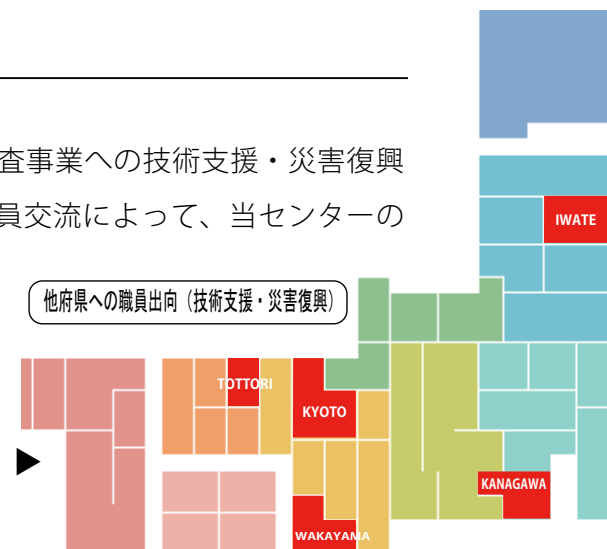 査事業への技術支援・災害復興
員交流によって、当センターの
他府県への職員出向（技術支援・災害復興）
IWATE
TOTTORI
KYOTO
KANAGAWA
WAKAYAMA